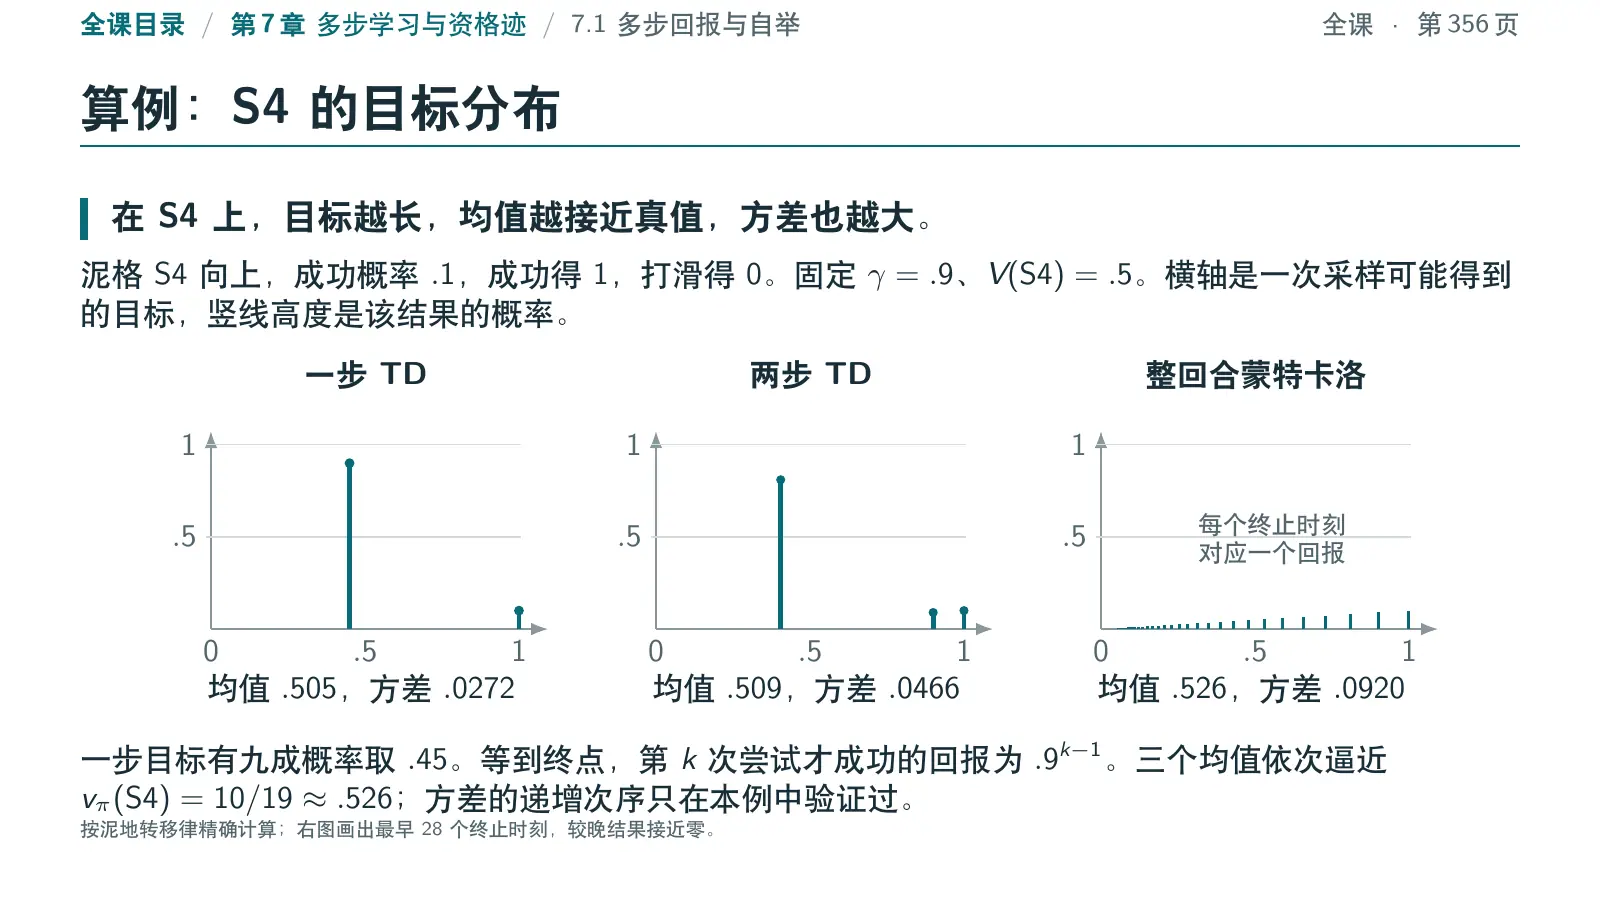 全课目录 / 第7章 多步学习与资格迹 / 7.1 多步回报与自举
全课 · 第356页
算例：S4 的目标分布
在 S4 上，目标越长，均值越接近真值，方差也越大。
泥格 S4 向上，成功概率 .1，成功得 1，打滑得 0。固定 γ = .9、V(S4) = .5。横轴是一次采样可能得到
的目标，竖线高度是该结果的概率。
一步 TD
1
.5
0 .5 1
均值 .505，方差 .0272
两步 TD
1
.5
0 .5 1
均值 .509，方差 .0466
整回合蒙特卡洛
1
.5
每个终止时刻
对应一个回报
0 .5 1
均值 .526，方差 .0920
一步目标有九成概率取 .45。等到终点，第 k 次尝试才成功的回报为 .9^{k−1}。三个均值依次逼近
v_π(S4) = 10/19 ≈ .526；方差的递增次序只在本例中验证过。
按泥地转移律精确计算；右图画出最早 28 个终止时刻，较晚结果接近零。